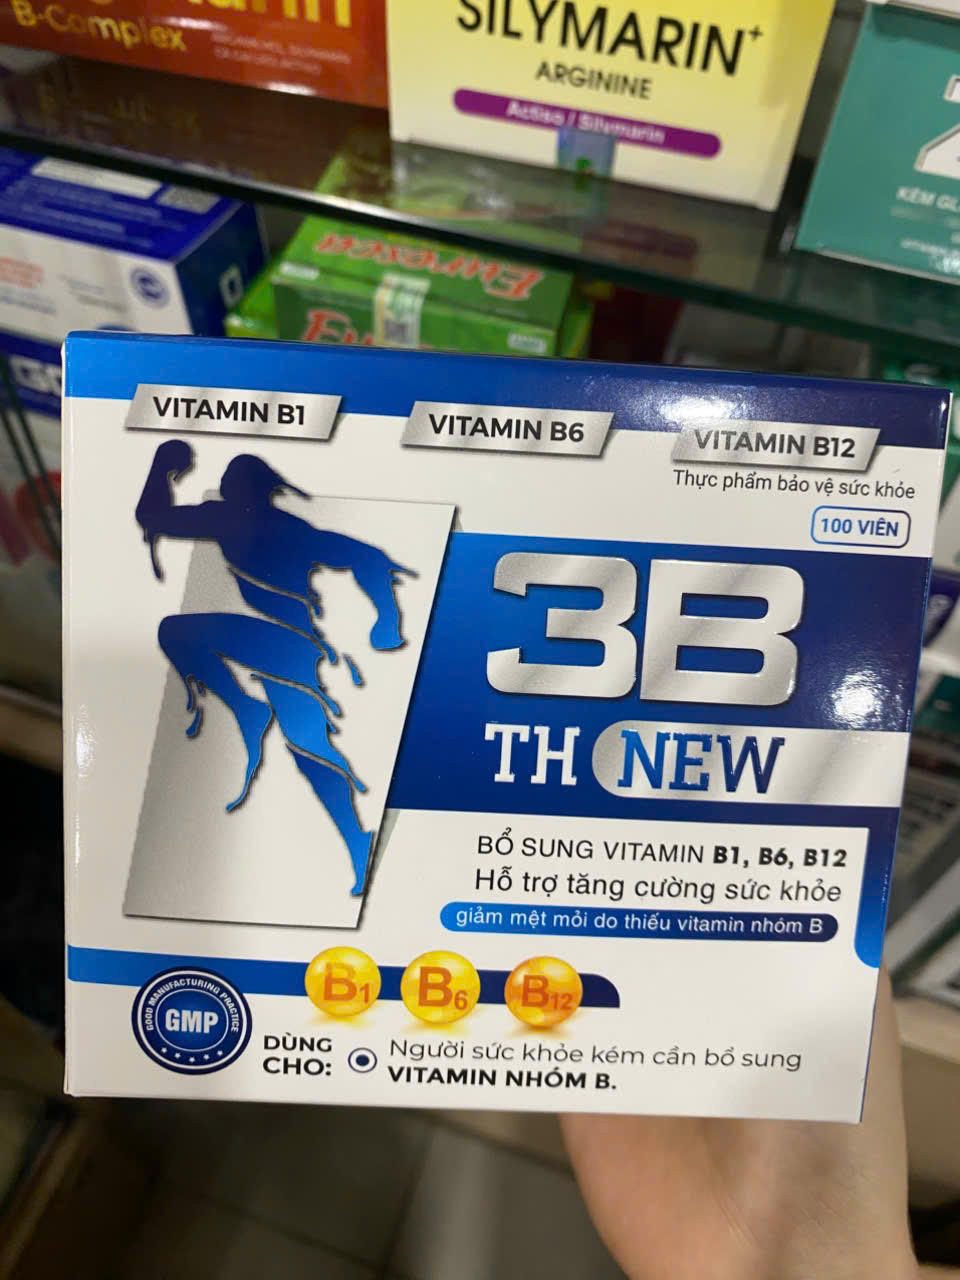 B-Complex
SILYMARIN+
ARGININE
Actiso / Silymarin
KẼM GL
VITAMIN B1
VITAMIN B6
VITAMIN B12
Thực phẩm bảo vệ sức khỏe
100 VIÊN
3B
TH NEW
BỔ SUNG VITAMIN B1, B6, B12
Hỗ trợ tăng cường sức khỏe
giảm mệt mỏi do thiếu vitamin nhóm B
B1 B6 B12
GOOD MANUFACTURING PRACTICE
GMP
DÙNG CHO:
Người sức khỏe kém cần bổ sung
VITAMIN NHÓM B.